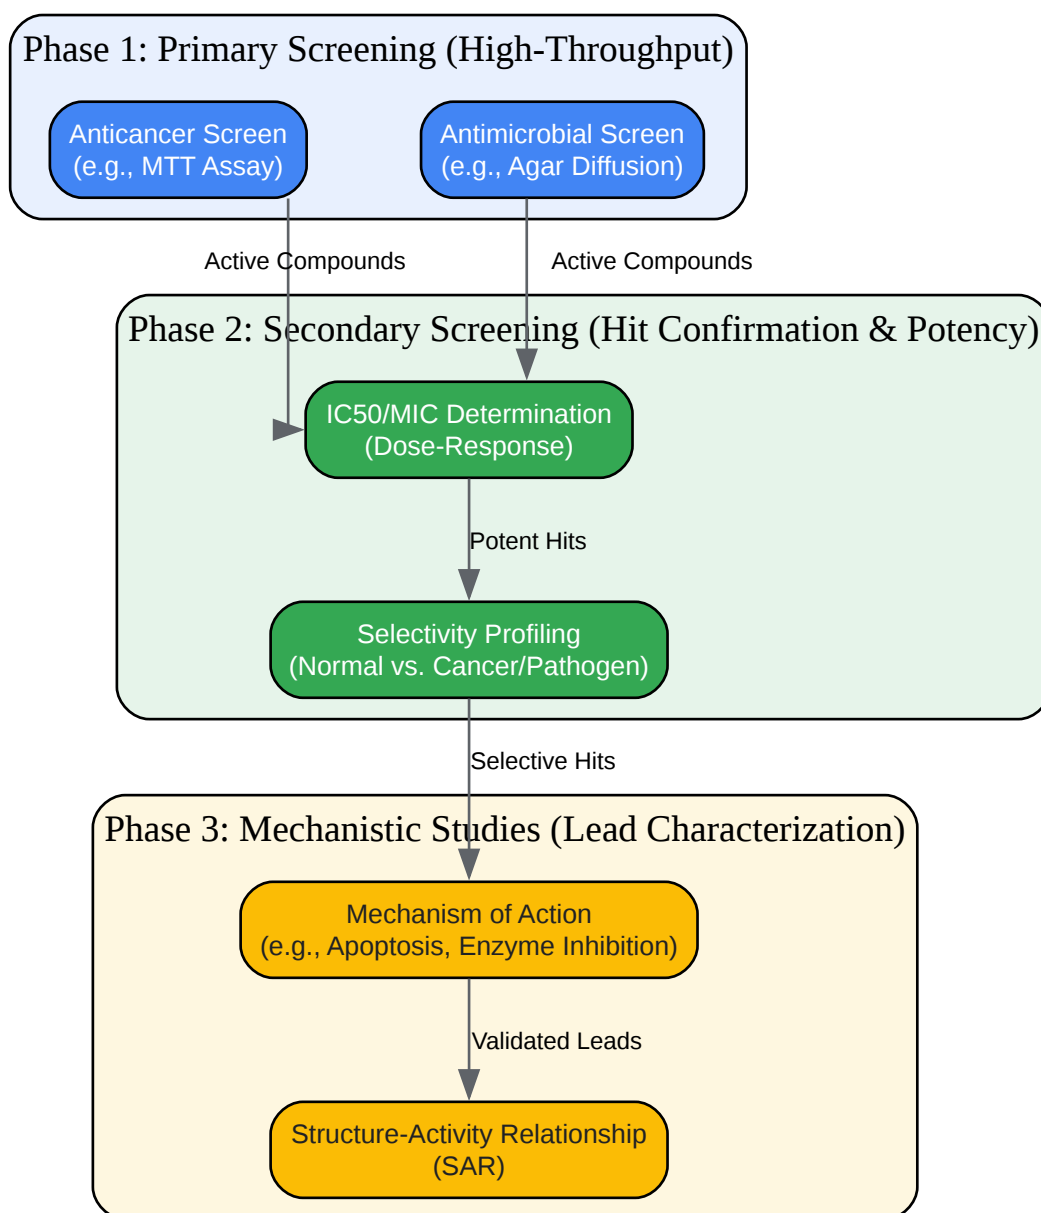 Phase 1: Primary Screening (High-Throughput)
Anticancer Screen
(e.g., MTT Assay)
Antimicrobial Screen
(e.g., Agar Diffusion)
Active Compounds
Active Compounds
Phase 2: Secondary Screening (Hit Confirmation & Potency)
IC50/MIC Determination
(Dose-Response)
Potent Hits
Selectivity Profiling
(Normal vs. Cancer/Pathogen)
Selective Hits
Phase 3: Mechanistic Studies (Lead Characterization)
Mechanism of Action
(e.g., Apoptosis, Enzyme Inhibition)
Validated Leads
Structure-Activity Relationship
(SAR)